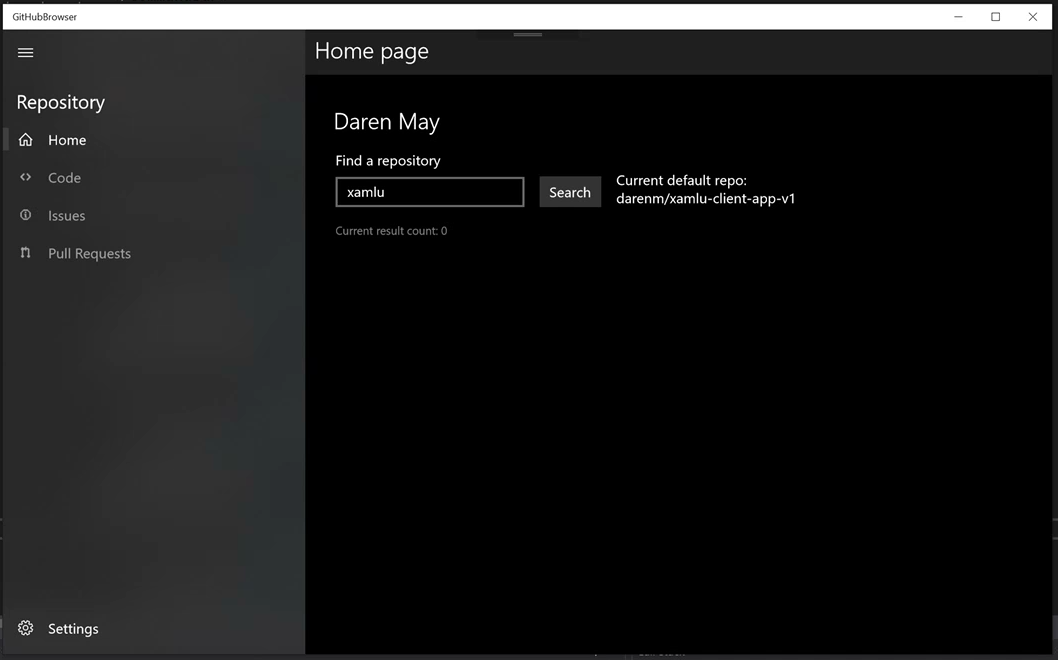 GitHubBrowser
Home page
Repository
Home
Code
Issues
Pull Requests
Settings
Daren May
Find a repository
xamlu
Search
Current default repo:
darenm/xamlu-client-app-v1
Current result count: 0